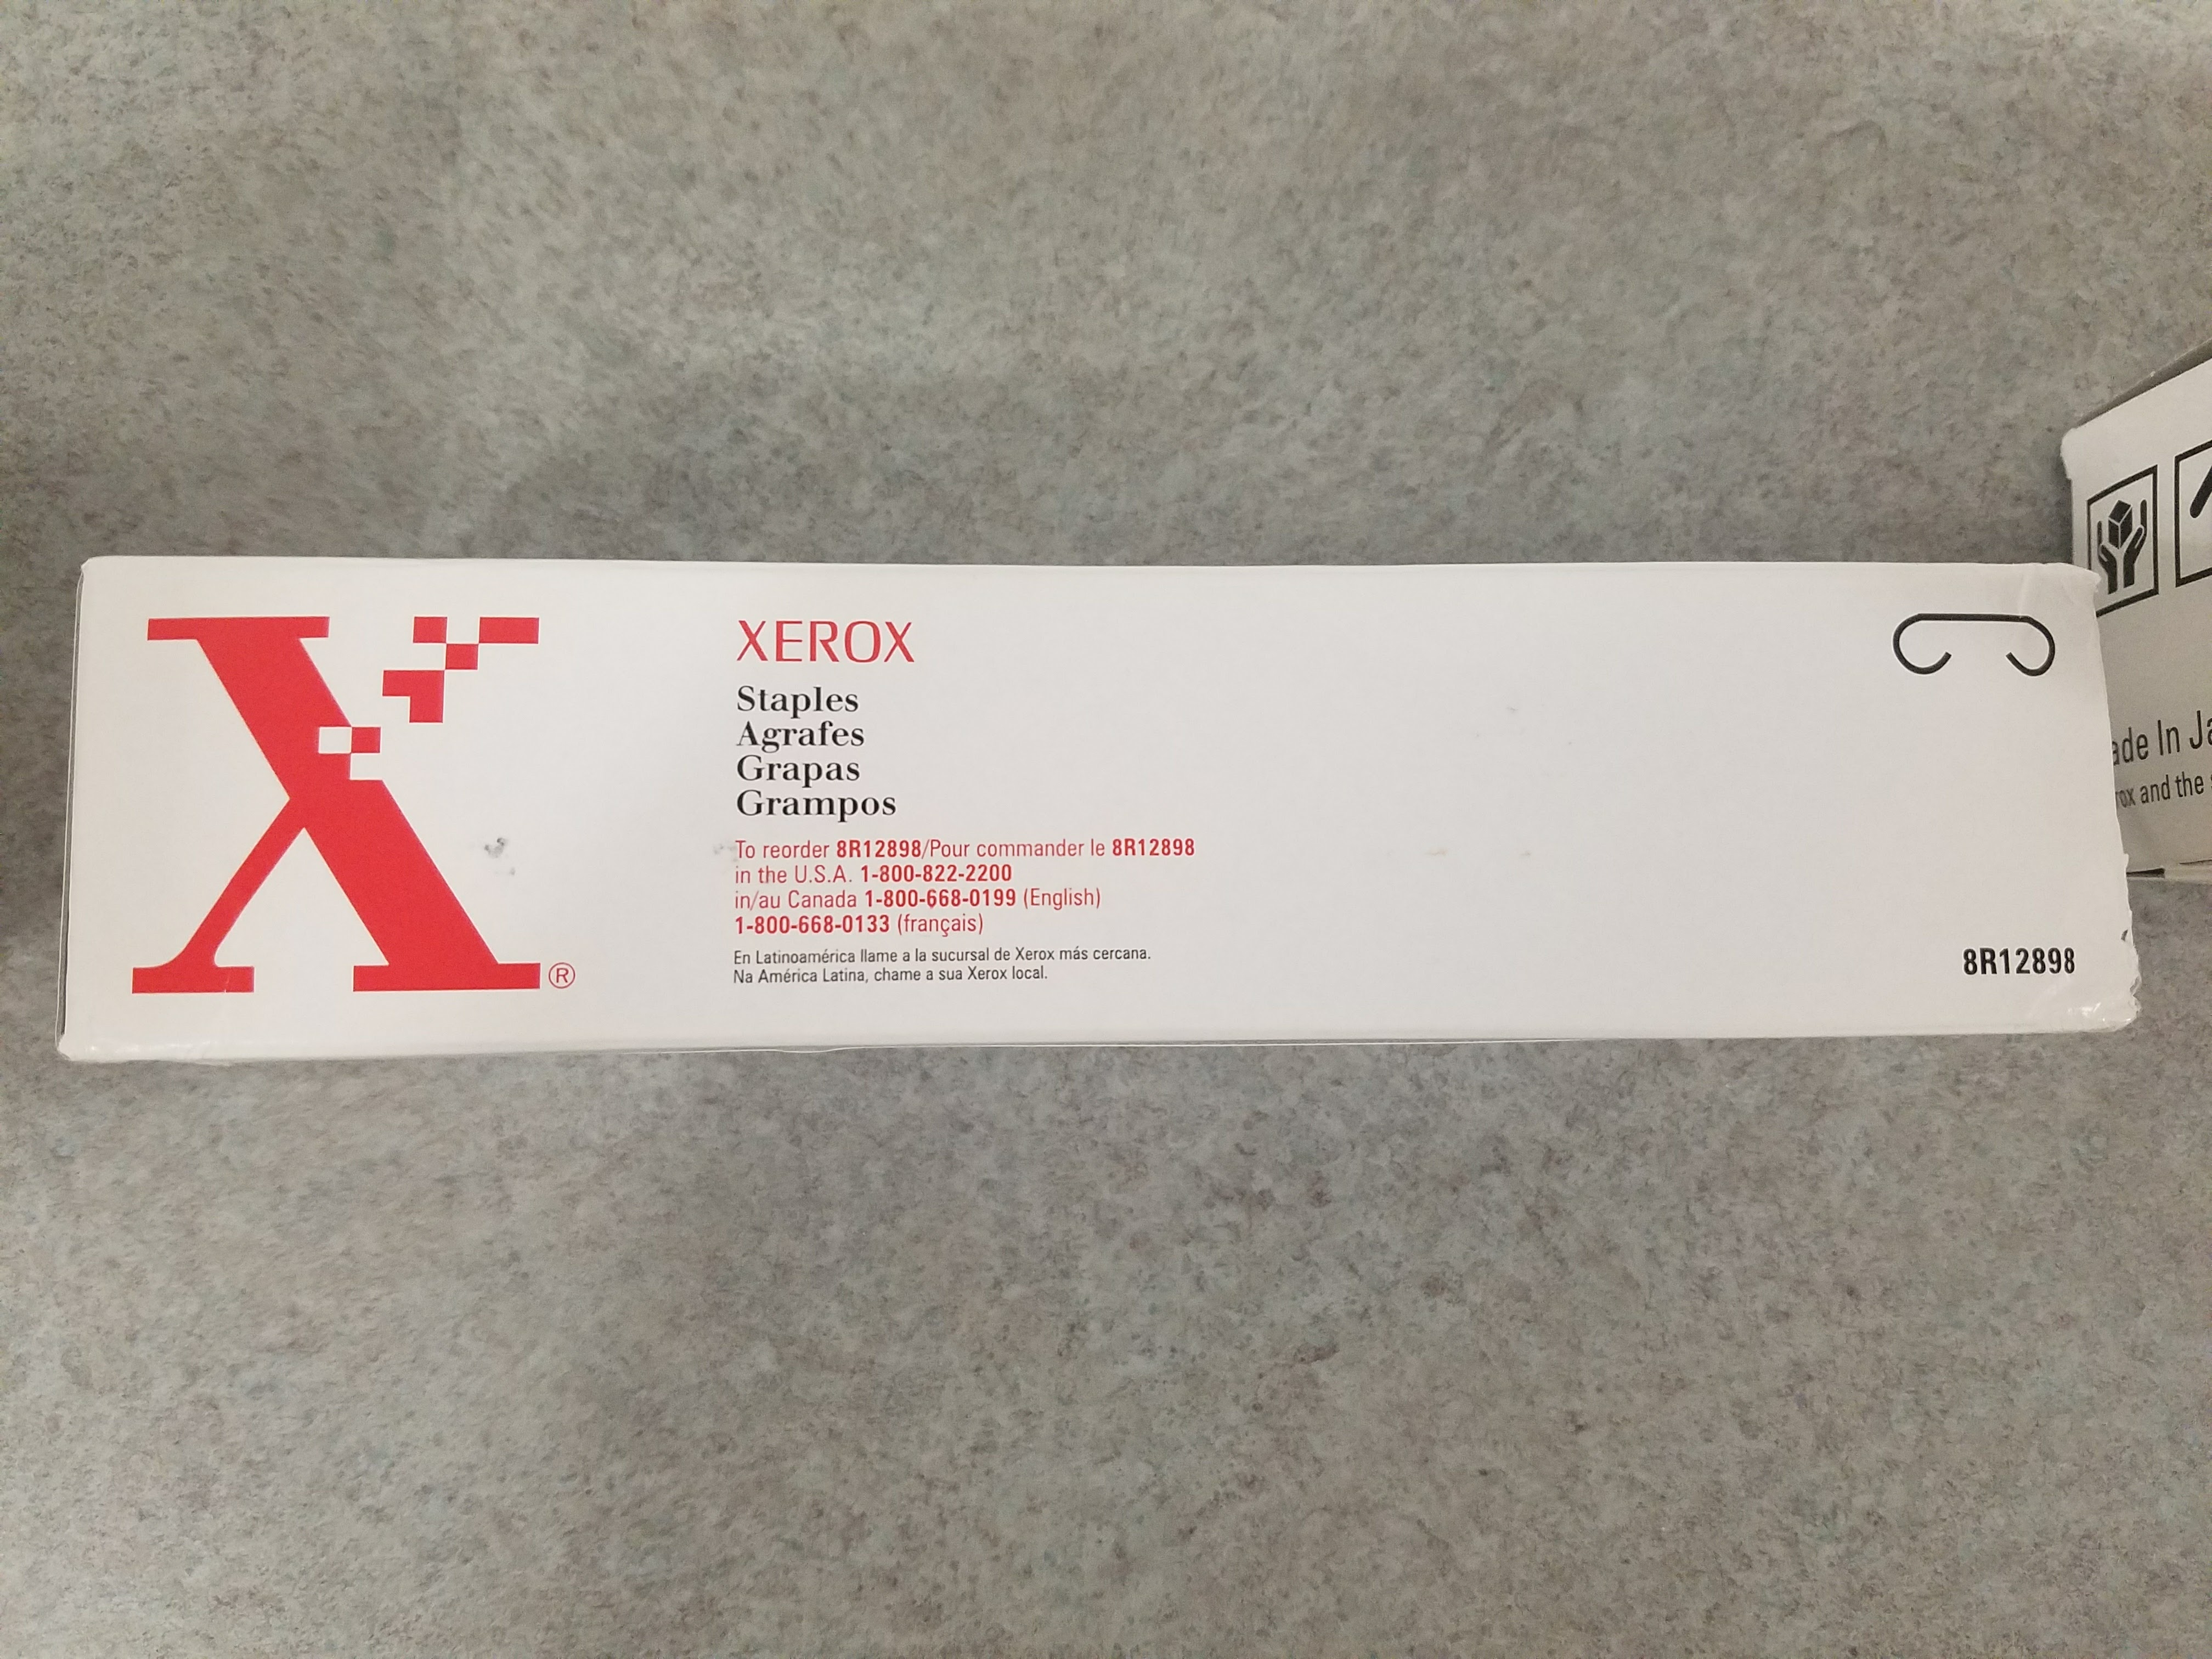 X®
XEROX
Staples
Agrafes
Grapas
Grampos
To reorder 8R12898/Pour commander le 8R12898
in the U.S.A. 1-800-822-2200
in/au Canada 1-800-668-0199 (English)
1-800-668-0133 (français)
En Latinoamérica llame a la sucursal de Xerox más cercana.
Na América Latina, chame a sua Xerox local.
8R12898
ade In Ja
rox and the